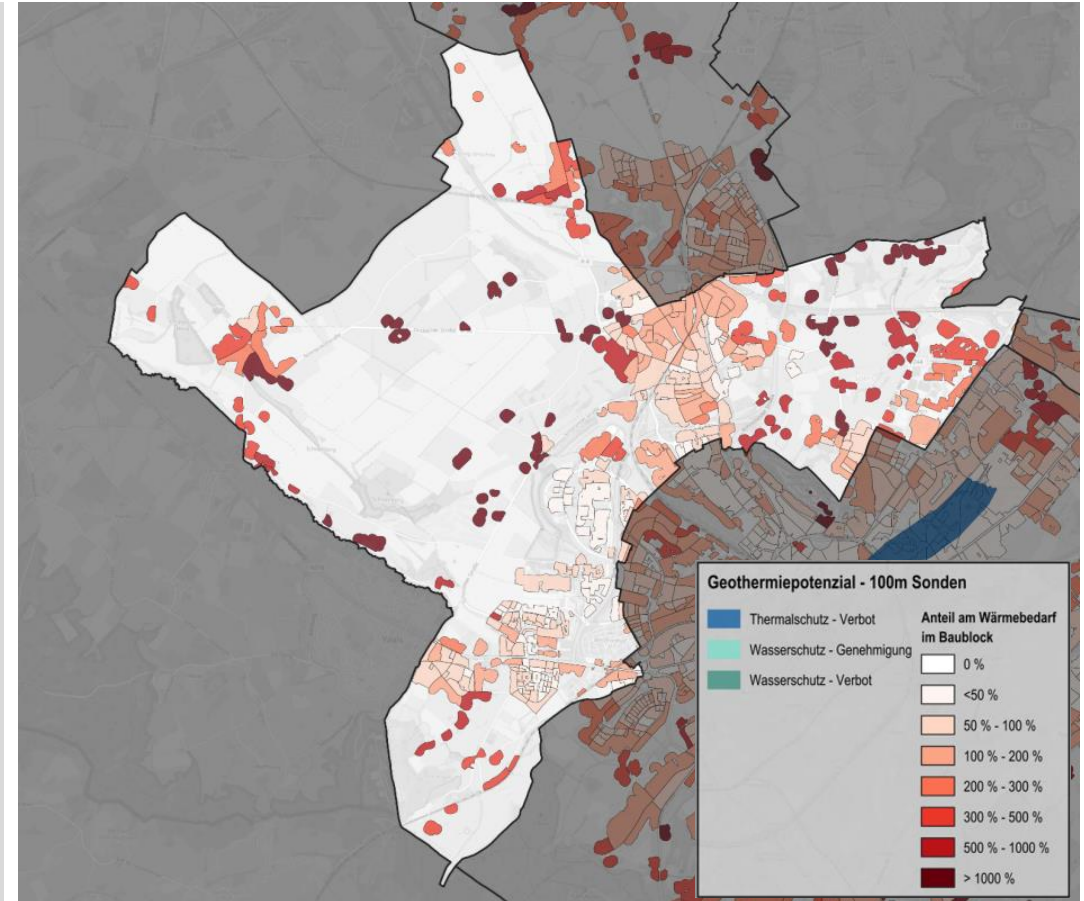 Geothermiepotenzial - 100m Sonden
Thermalschutz - Verbot
Wasserschutz - Genehmigung
Wasserschutz - Verbot
Anteil am Wärmebedarf
im Baublock
0 %
<50 %
50 % - 100 %
100 % - 200 %
200 % - 300 %
300 % - 500 %
500 % - 1000 %
> 1000 %